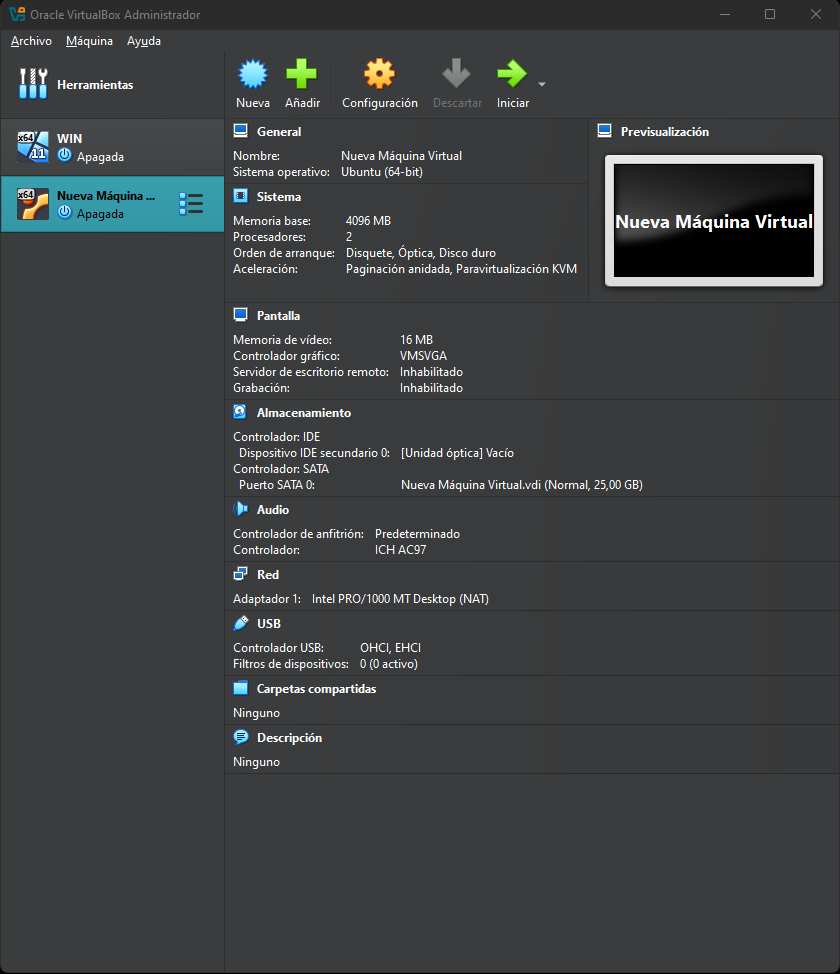 Oracle VirtualBox Administrador
Archivo Máquina Ayuda
Herramientas
Nueva Añadir Configuración Descartar Iniciar
x64 11 WIN
Apagada
x64 Nueva Máquina ...
Apagada
General
Nombre: Nueva Máquina Virtual
Sistema operativo: Ubuntu (64-bit)
Sistema
Memoria base: 4096 MB
Procesadores: 2
Orden de arranque: Disquete, Óptica, Disco duro
Aceleración: Paginación anidada, Paravirtualización KVM
Previsualización
Nueva Máquina Virtual
Pantalla
Memoria de vídeo: 16 MB
Controlador gráfico: VMSVGA
Servidor de escritorio remoto: Inhabilitado
Grabación: Inhabilitado
Almacenamiento
Controlador: IDE
Dispositivo IDE secundario 0: [Unidad óptica] Vacío
Controlador: SATA
Puerto SATA 0: Nueva Máquina Virtual.vdi (Normal, 25,00 GB)
Audio
Controlador de anfitrión: Predeterminado
Controlador: ICH AC97
Red
Adaptador 1: Intel PRO/1000 MT Desktop (NAT)
USB
Controlador USB: OHCI, EHCI
Filtros de dispositivos: 0 (0 activo)
Carpetas compartidas
Ninguno
Descripción
Ninguno